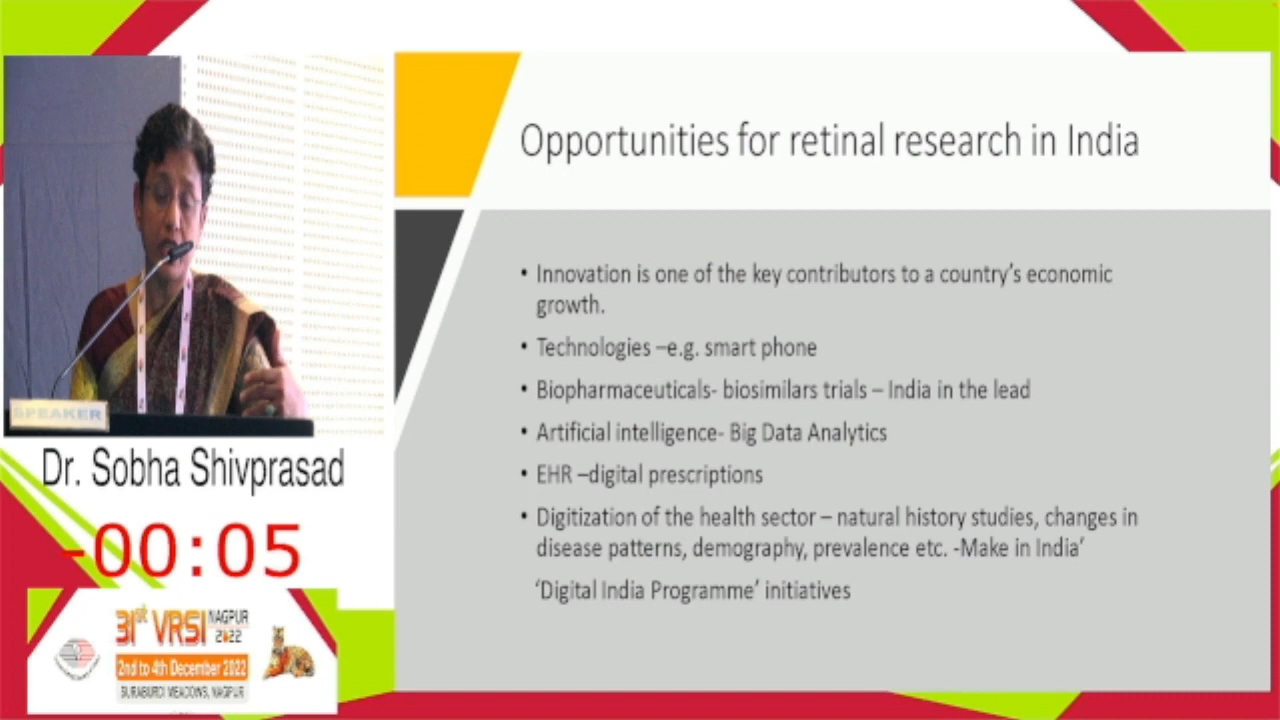 Opportunities for retinal research in India
• Innovation is one of the key contributors to a country's economic
growth.
• Technologies –e.g. smart phone
• Biopharmaceuticals- biosimilars trials – India in the lead
• Artificial intelligence- Big Data Analytics
• EHR –digital prescriptions
• Digitization of the health sector – natural history studies, changes in
disease patterns, demography, prevalence etc. -Make in India'
'Digital India Programme' initiatives
SPEAKER
Dr. Sobha Shivprasad
-00:05
31st VRSI NAGPUR
2022
2nd to 4th December 2022
SURABURDI MEADOWS, NAGPUR